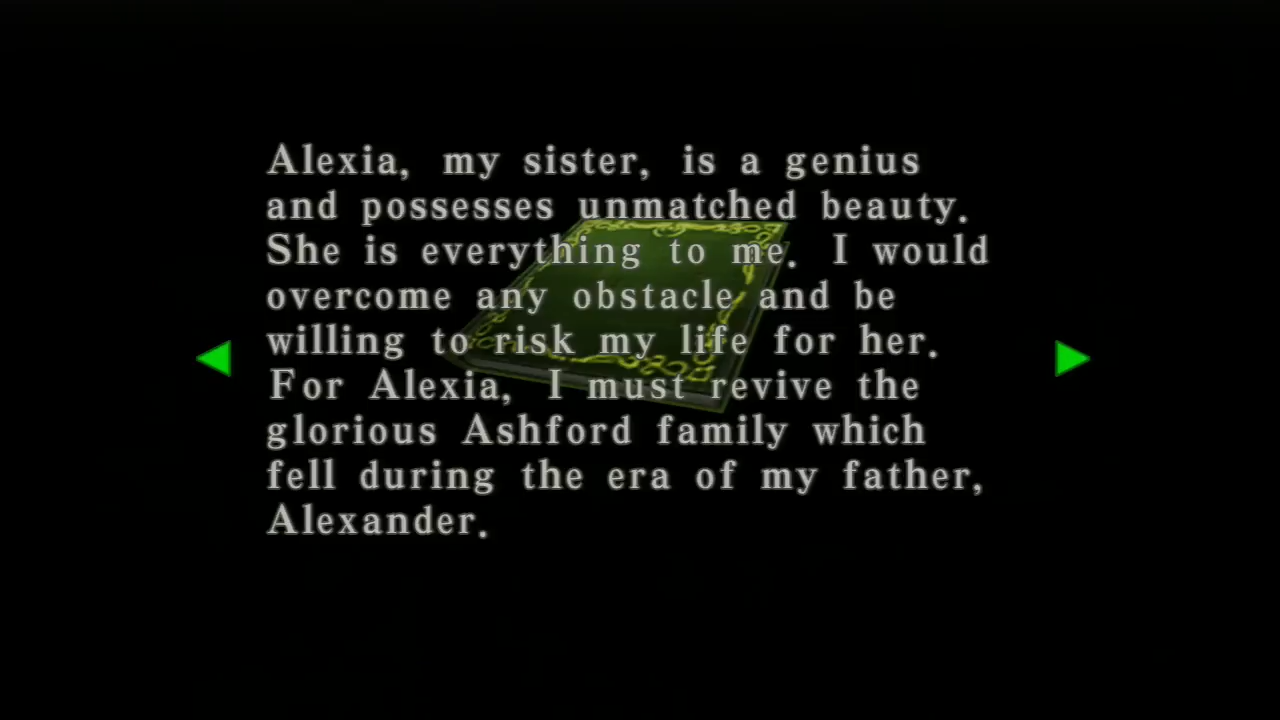 Alexia, my sister, is a genius
and possesses unmatched beauty.
She is everything to me. I would
overcome any obstacle and be
willing to risk my life for her.
For Alexia, I must revive the
glorious Ashford family which
fell during the era of my father,
Alexander.